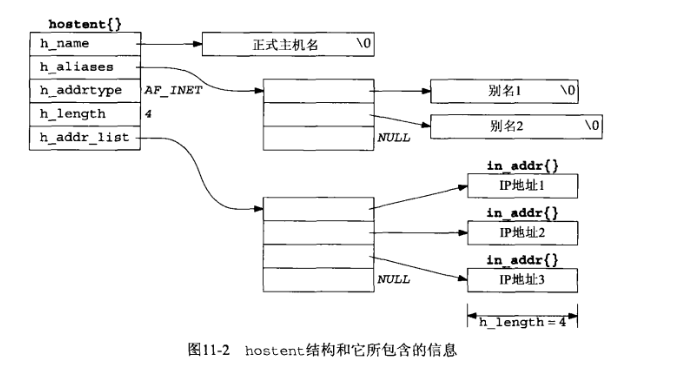 hostent{}
h_name
正式主机名 \0
h_aliases
h_addrtype AF_INET
别名1 \0
h_length 4
别名2 \0
h_addr_list
NULL
in_addr{}
IP地址1
in_addr{}
IP地址2
in_addr{}
NULL
IP地址3
h_length = 4
图11-2 hostent结构和它所包含的信息